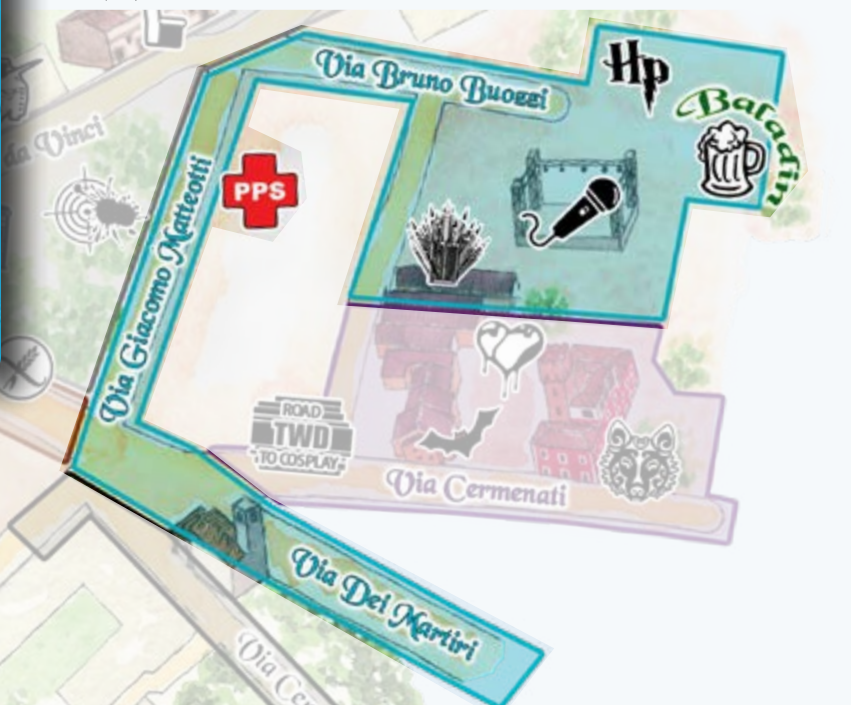 Via Bruno Buozzi
Hp
Baladin
da Vinci
PPS
Via Giacomo Matteotti
ROAD
TWD
TO COSPLAY
Via Cermenati
Via Dei Martiri
Via Cer